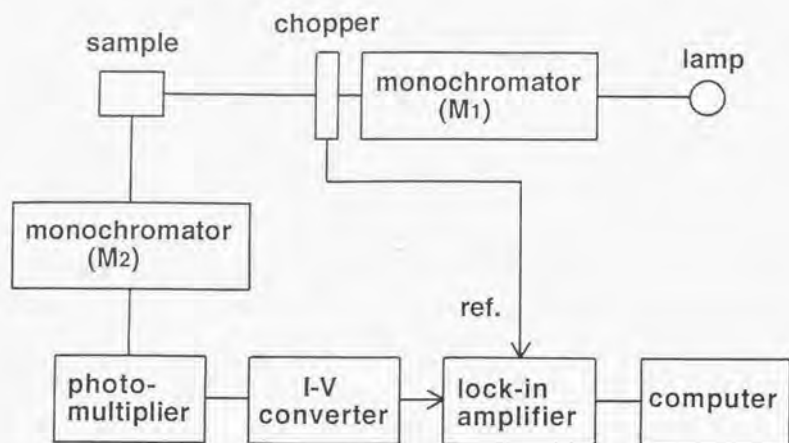 sample
chopper
monochromator
(M1)
lamp
monochromator
(M2)
ref.
photo-
multiplier
I-V
converter
lock-in
amplifier
computer